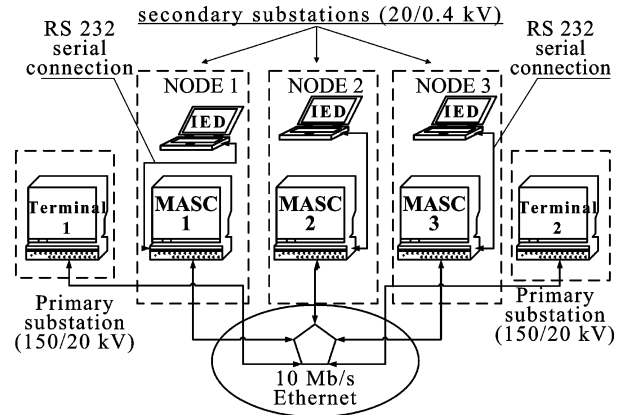 secondary substations (20/0.4 kV)
RS 232
serial
connection
RS 232
serial
connection
NODE 1
NODE 2
NODE 3
IED
IED
IED
Terminal
1
MASC
1
MASC
2
MASC
3
Terminal
2
Primary
substation
(150/20 kV)
Primary
substation
(150/20 kV)
10 Mb/s
Ethernet